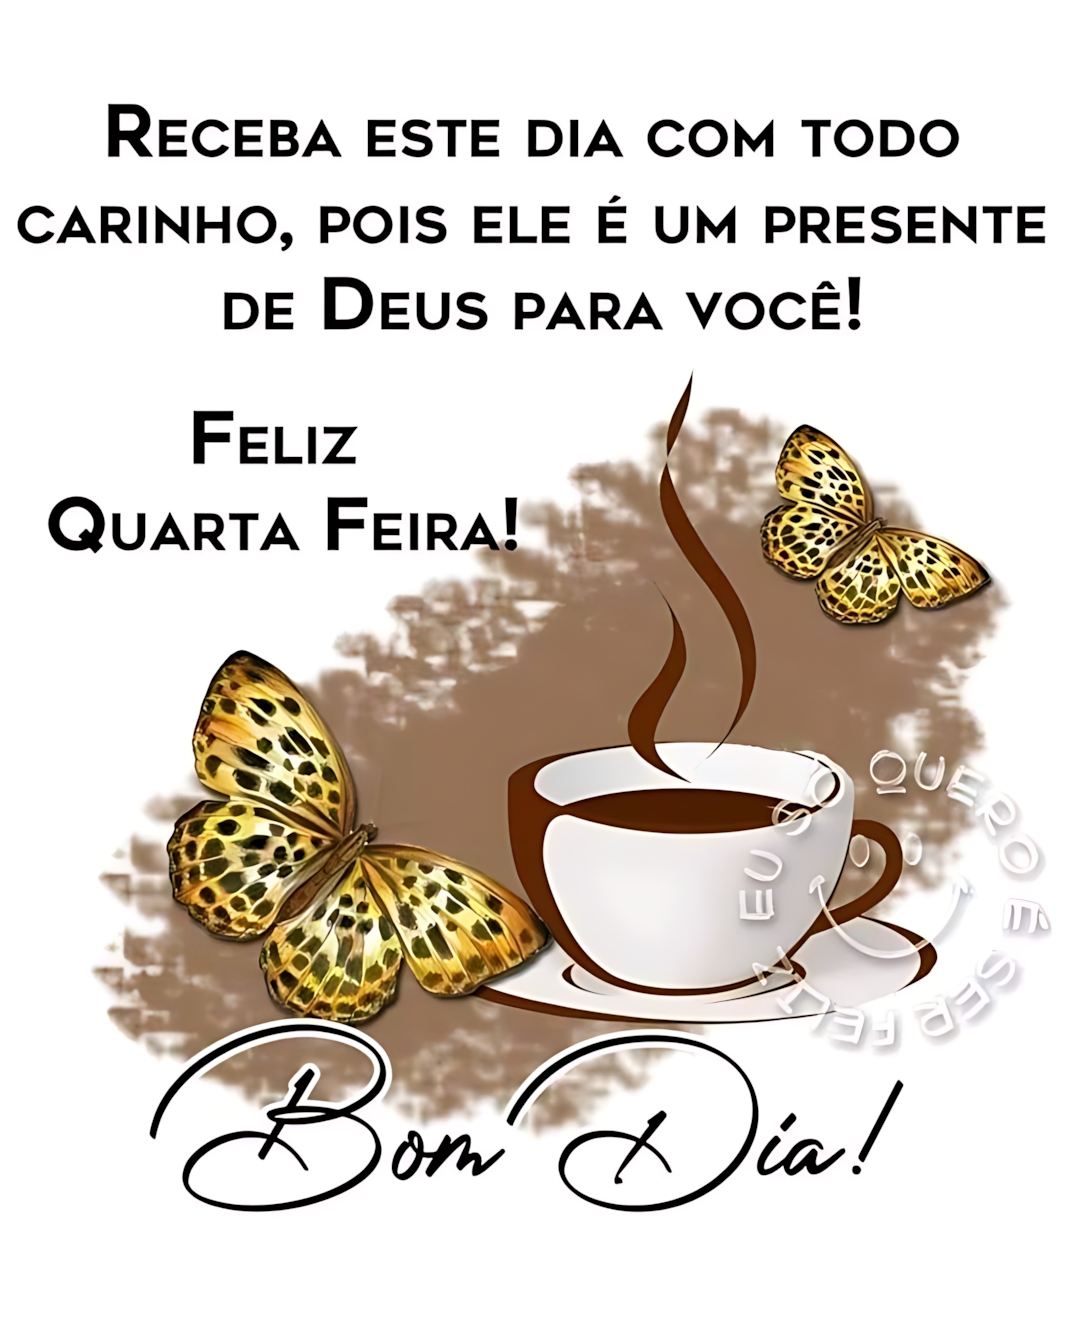 Receba este dia com todo
carinho, pois ele é um presente
de Deus para você!
Feliz
Quarta Feira!
EU SÓ QUERO É SER FELIZ
Bom Dia!